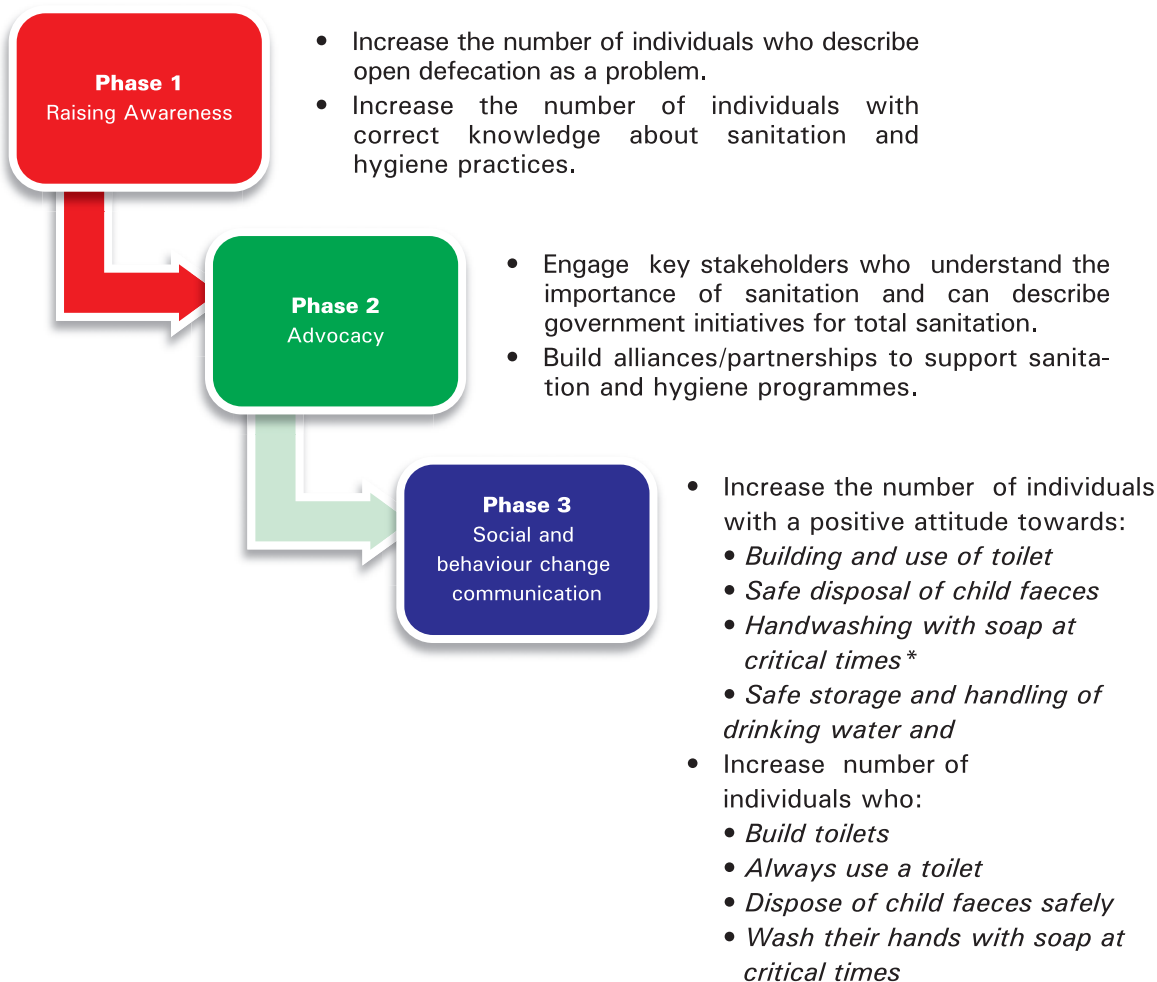 Phase 1
Raising Awareness
• Increase the number of individuals who describe
open defecation as a problem.
• Increase the number of individuals with
correct knowledge about sanitation and
hygiene practices.
Phase 2
Advocacy
• Engage key stakeholders who understand the
importance of sanitation and can describe
government initiatives for total sanitation.
• Build alliances/partnerships to support sanita-
tion and hygiene programmes.
Phase 3
Social and
behaviour change
communication
• Increase the number of individuals
with a positive attitude towards:
• Building and use of toilet
• Safe disposal of child faeces
• Handwashing with soap at
critical times*
• Safe storage and handling of
drinking water and
• Increase number of
individuals who:
• Build toilets
• Always use a toilet
• Dispose of child faeces safely
• Wash their hands with soap at
critical times